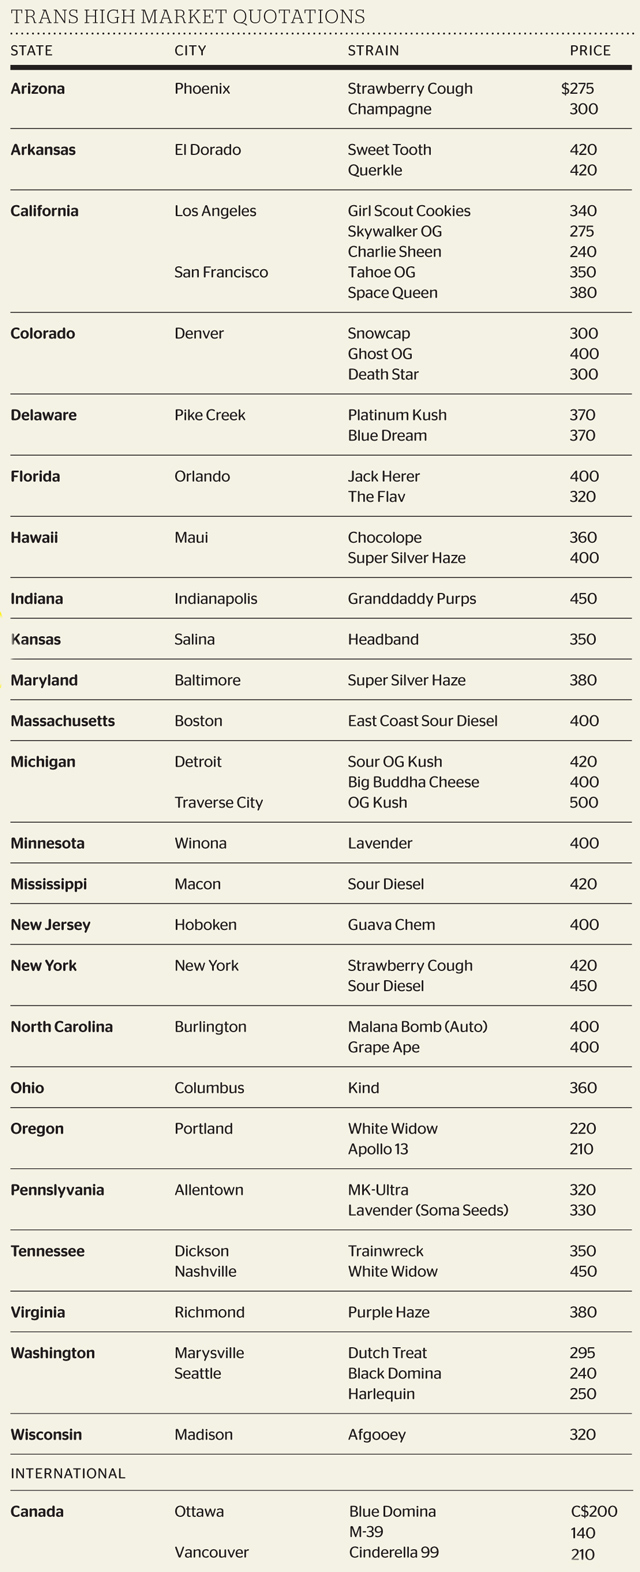 TRANS HIGH MARKET QUOTATIONS
STATE CITY STRAIN PRICE
Arizona Phoenix Strawberry Cough $275
Champagne 300
Arkansas El Dorado Sweet Tooth 420
Querkle 420
California Los Angeles Girl Scout Cookies 340
Skywalker OG 275
Charlie Sheen 240
San Francisco Tahoe OG 350
Space Queen 380
Colorado Denver Snowcap 300
Ghost OG 400
Death Star 300
Delaware Pike Creek Platinum Kush 370
Blue Dream 370
Florida Orlando Jack Herer 400
The Flav 320
Hawaii Maui Chocolope 360
Super Silver Haze 400
Indiana Indianapolis Granddaddy Purps 450
Kansas Salina Headband 350
Maryland Baltimore Super Silver Haze 380
Massachusetts Boston East Coast Sour Diesel 400
Michigan Detroit Sour OG Kush 420
Big Buddha Cheese 400
Traverse City OG Kush 500
Minnesota Winona Lavender 400
Mississippi Macon Sour Diesel 420
New Jersey Hoboken Guava Chem 400
New York New York Strawberry Cough 420
Sour Diesel 450
North Carolina Burlington Malana Bomb (Auto) 400
Grape Ape 400
Ohio Columbus Kind 360
Oregon Portland White Widow 220
Apollo 13 210
Pennslyvania Allentown MK-Ultra 320
Lavender (Soma Seeds) 330
Tennessee Dickson Trainwreck 350
Nashville White Widow 450
Virginia Richmond Purple Haze 380
Washington Marysville Dutch Treat 295
Seattle Black Domina 240
Harlequin 250
Wisconsin Madison Afgooey 320
INTERNATIONAL
Canada Ottawa Blue Domina C$200
M-39 140
Vancouver Cinderella 99 210